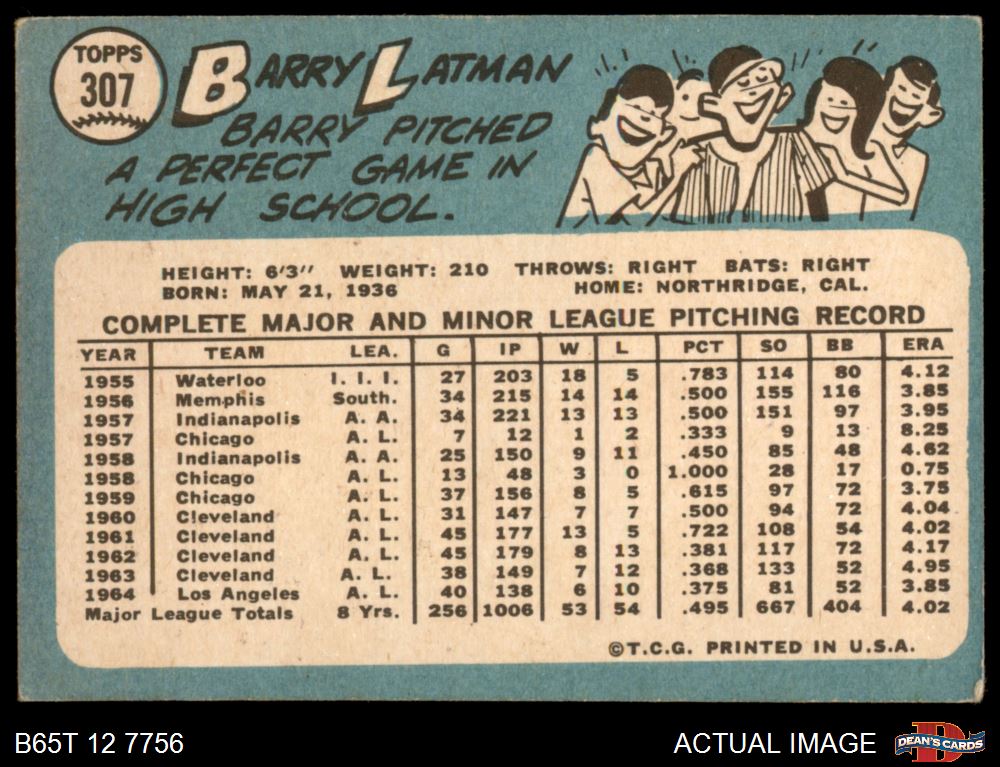 TOPPS
307
BARRY LATMAN
BARRY PITCHED
A PERFECT GAME IN
HIGH SCHOOL.
HEIGHT: 6'3" WEIGHT: 210 THROWS: RIGHT BATS: RIGHT
BORN: MAY 21, 1936 HOME: NORTHRIDGE, CAL.
COMPLETE MAJOR AND MINOR LEAGUE PITCHING RECORD
YEAR TEAM LEA. G IP W L PCT SO BB ERA
1955 Waterloo I. I. I. 27 203 18 5 .783 114 80 4.12
1956 Memphis South. 34 215 14 14 .500 155 116 3.85
1957 Indianapolis A. A. 34 221 13 13 .500 151 97 3.95
1957 Chicago A. L. 7 12 1 2 .333 9 13 8.25
1958 Indianapolis A. A. 25 150 9 11 .450 85 48 4.62
1958 Chicago A. L. 13 48 3 0 1.000 28 17 0.75
1959 Chicago A. L. 37 156 8 5 .615 97 72 3.75
1960 Cleveland A. L. 31 147 7 7 .500 94 72 4.04
1961 Cleveland A. L. 45 177 13 5 .722 108 54 4.02
1962 Cleveland A. L. 45 179 8 13 .381 117 72 4.17
1963 Cleveland A. L. 38 149 7 12 .368 133 52 4.95
1964 Los Angeles A. L. 40 138 6 10 .375 81 52 3.85
Major League Totals 8 Yrs. 256 1006 53 54 .495 667 404 4.02
©T.C.G. PRINTED IN U.S.A.
B65T 12 7756 ACTUAL IMAGE DEAN'S CARDS